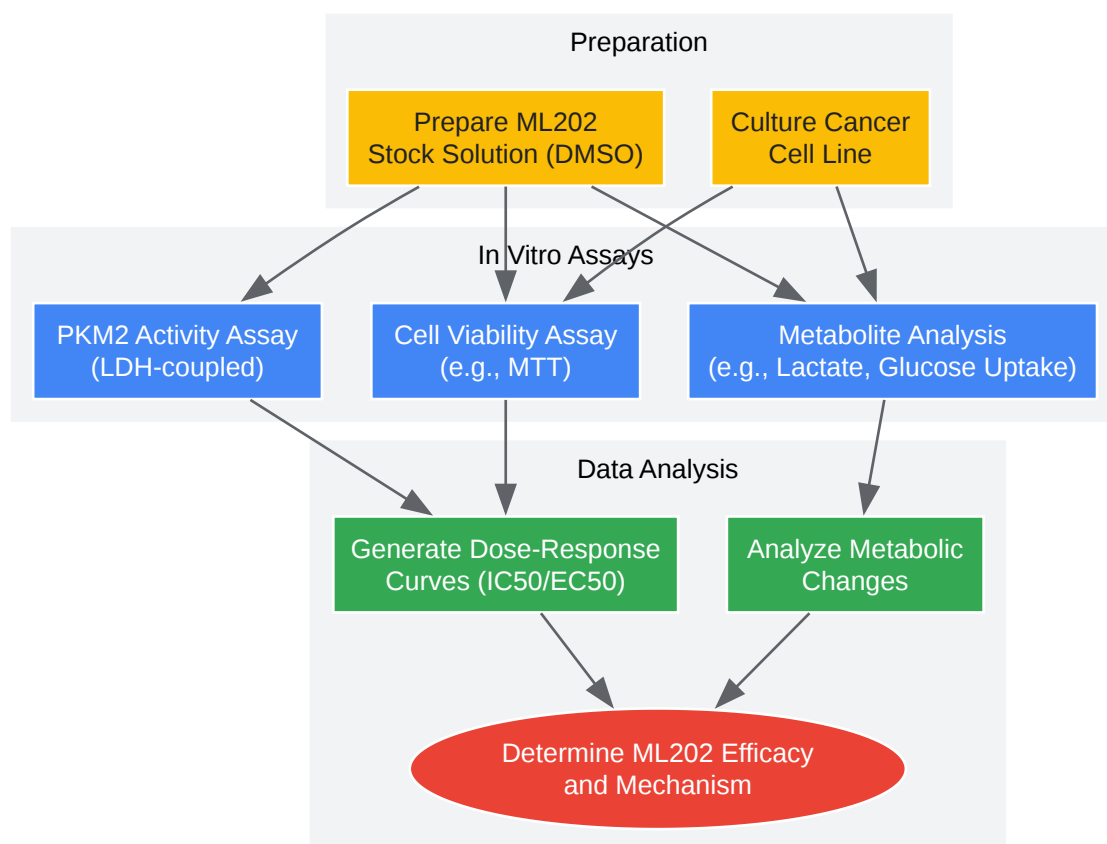 Preparation
Prepare ML202
Stock Solution (DMSO)
Culture Cancer
Cell Line
In Vitro Assays
PKM2 Activity Assay
(LDH-coupled)
Cell Viability Assay
(e.g., MTT)
Metabolite Analysis
(e.g., Lactate, Glucose Uptake)
Data Analysis
Generate Dose-Response
Curves (IC50/EC50)
Analyze Metabolic
Changes
Determine ML202 Efficacy
and Mechanism